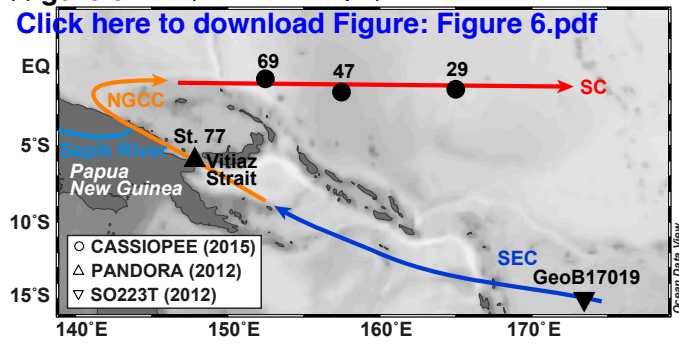 Click here to download Figure: Figure 6.pdf
69
47
29
EQ
SC
NGCC
St. 77
5°S
Sepik River
Vitiaz
Strait
Papua
New Guinea
10°S
SEC
GeoB17019
CASSIOPEE (2015)
PANDORA (2012)
SO223T (2012)
15°S
Ocean Data View
140°E
150°E
160°E
170°E